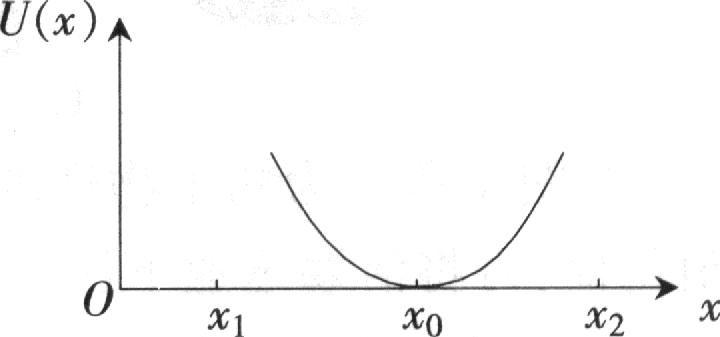 U(x)
O
x₁ x₀ x₂ x